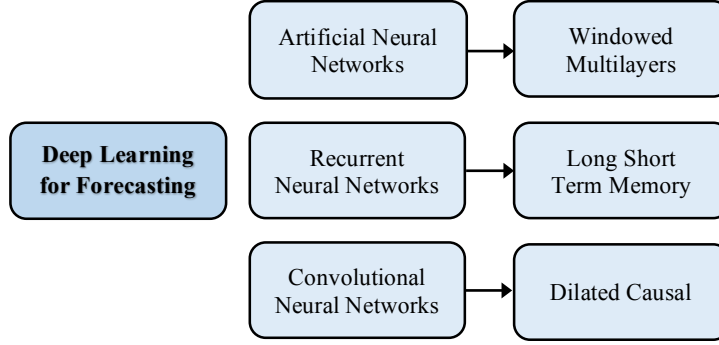 Artificial Neural
Networks
Windowed
Multilayers
Deep Learning
for Forecasting
Recurrent
Neural Networks
Long Short
Term Memory
Convolutional
Neural Networks
Dilated Causal